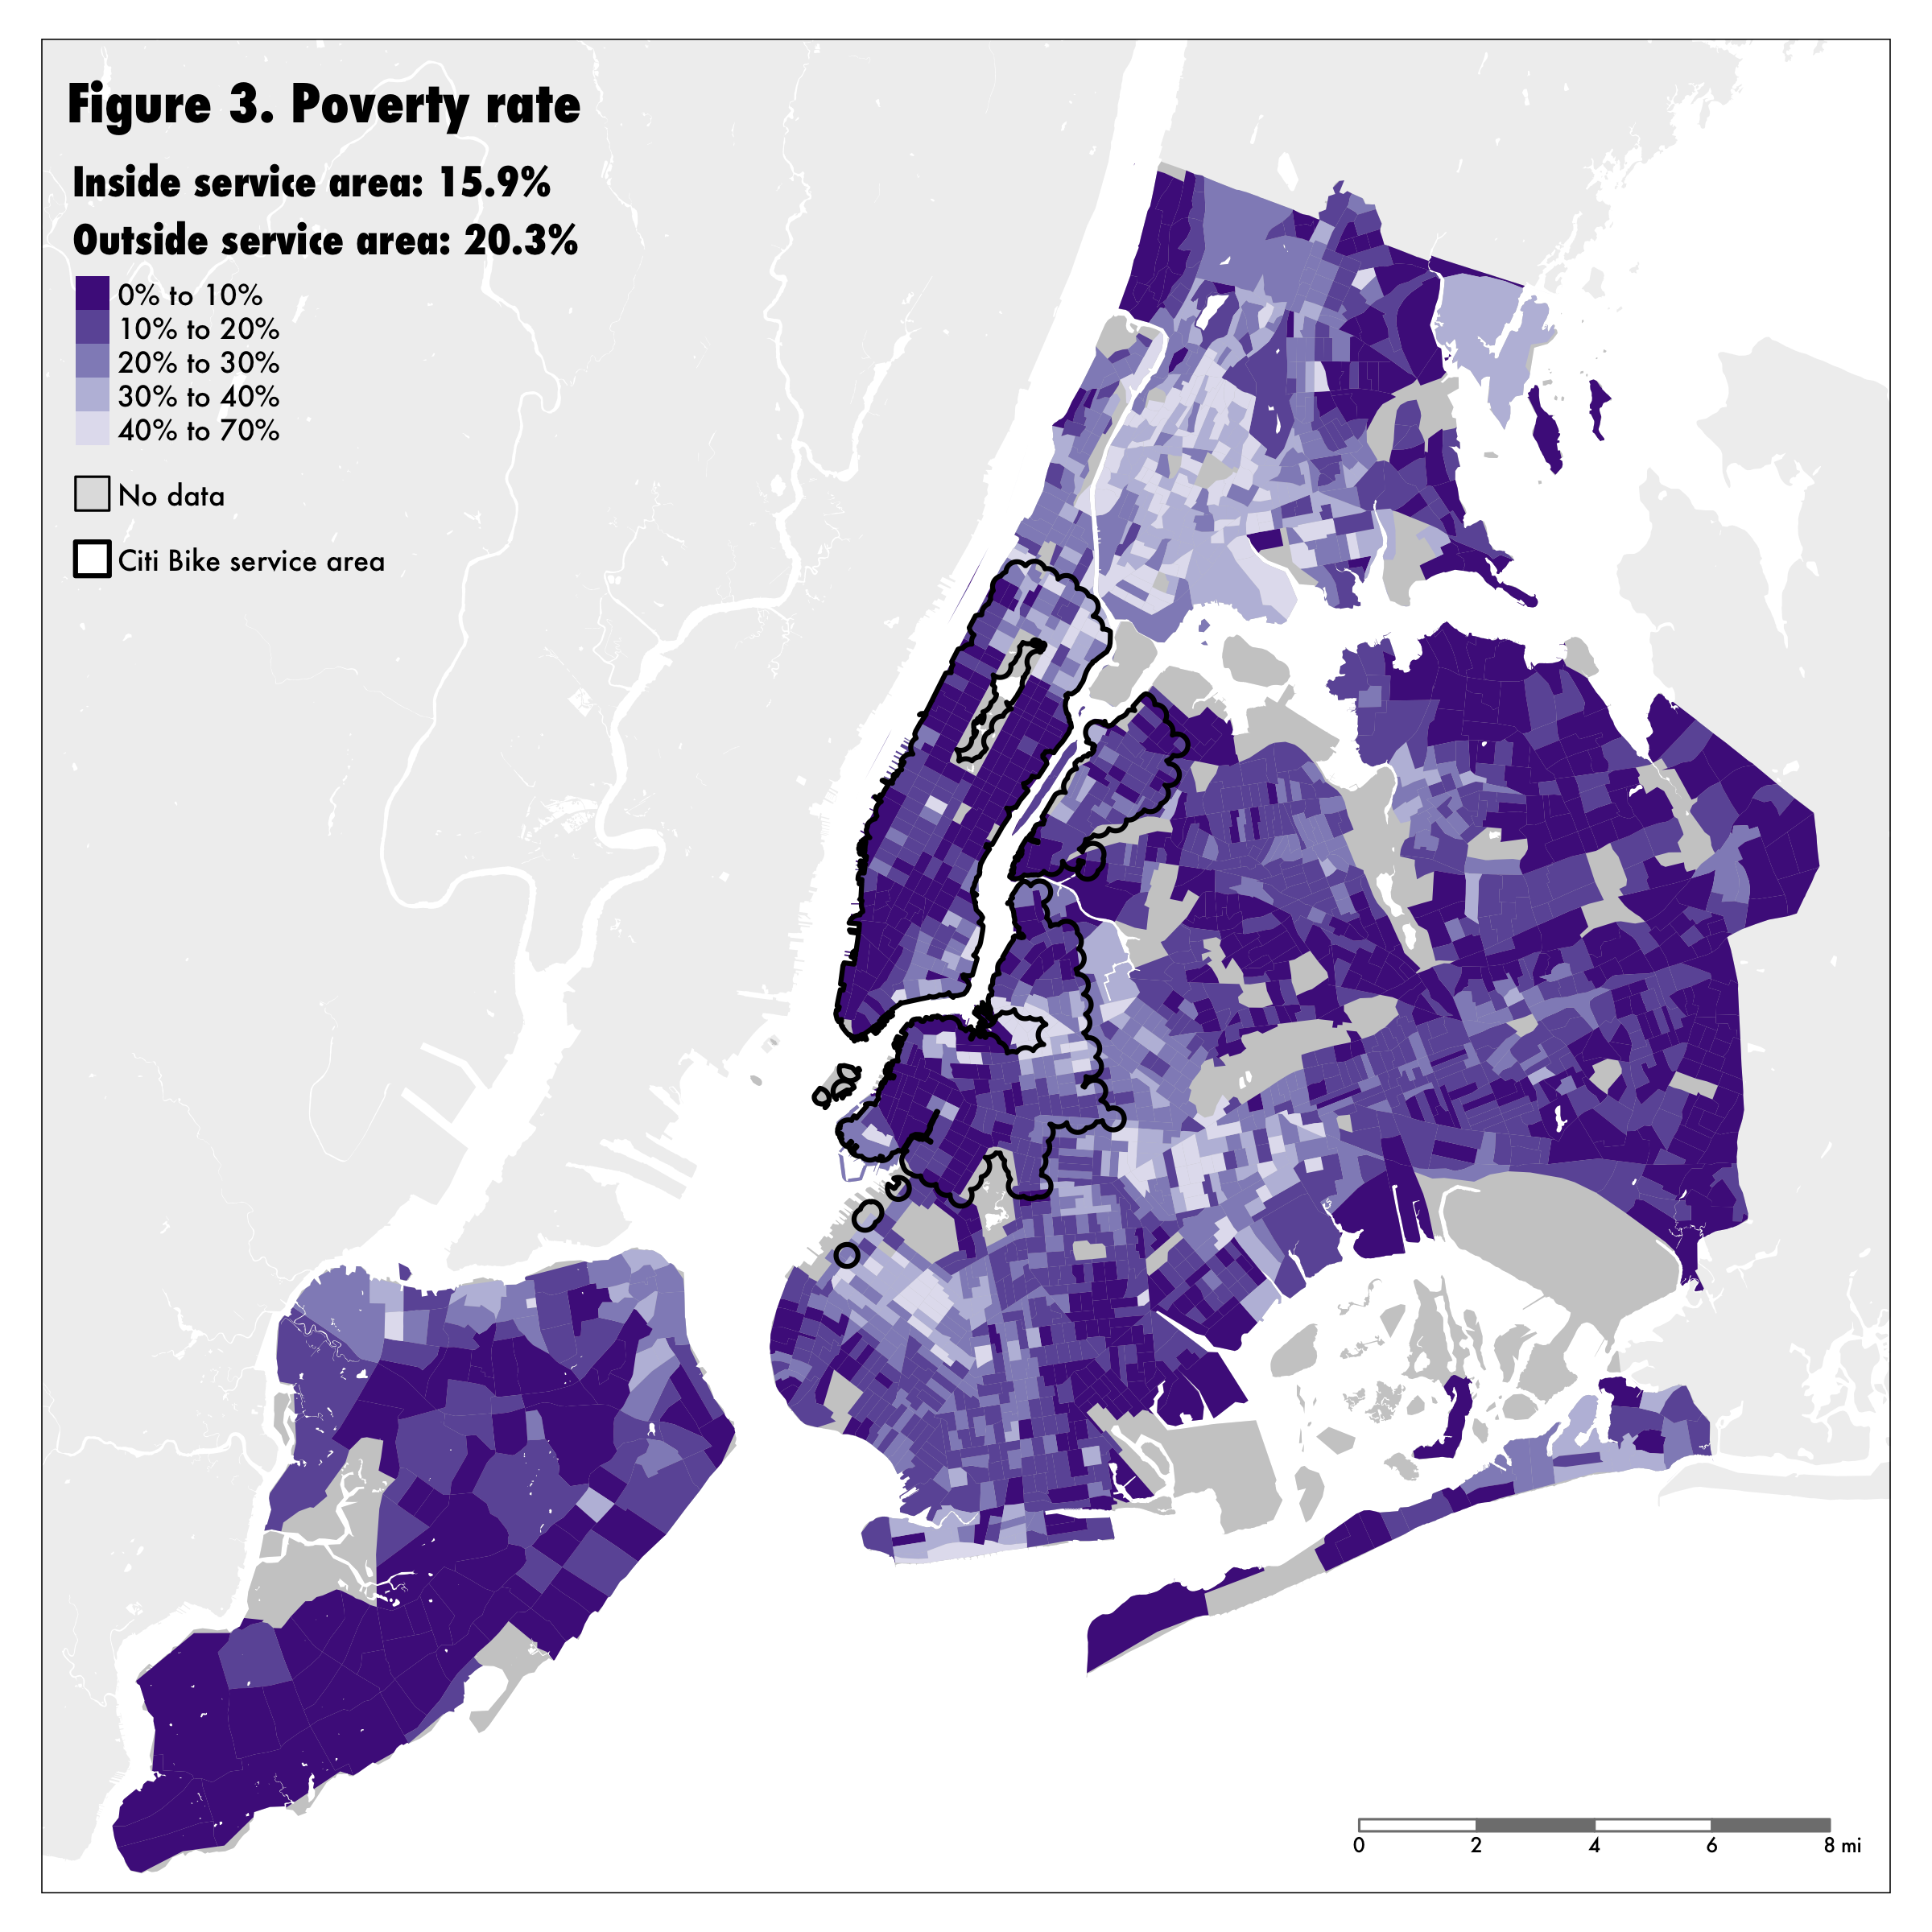 Figure 3. Poverty rate
Inside service area: 15.9%
Outside service area: 20.3%
0% to 10%
10% to 20%
20% to 30%
30% to 40%
40% to 70%
No data
Citi Bike service area
0 2 4 6 8 mi